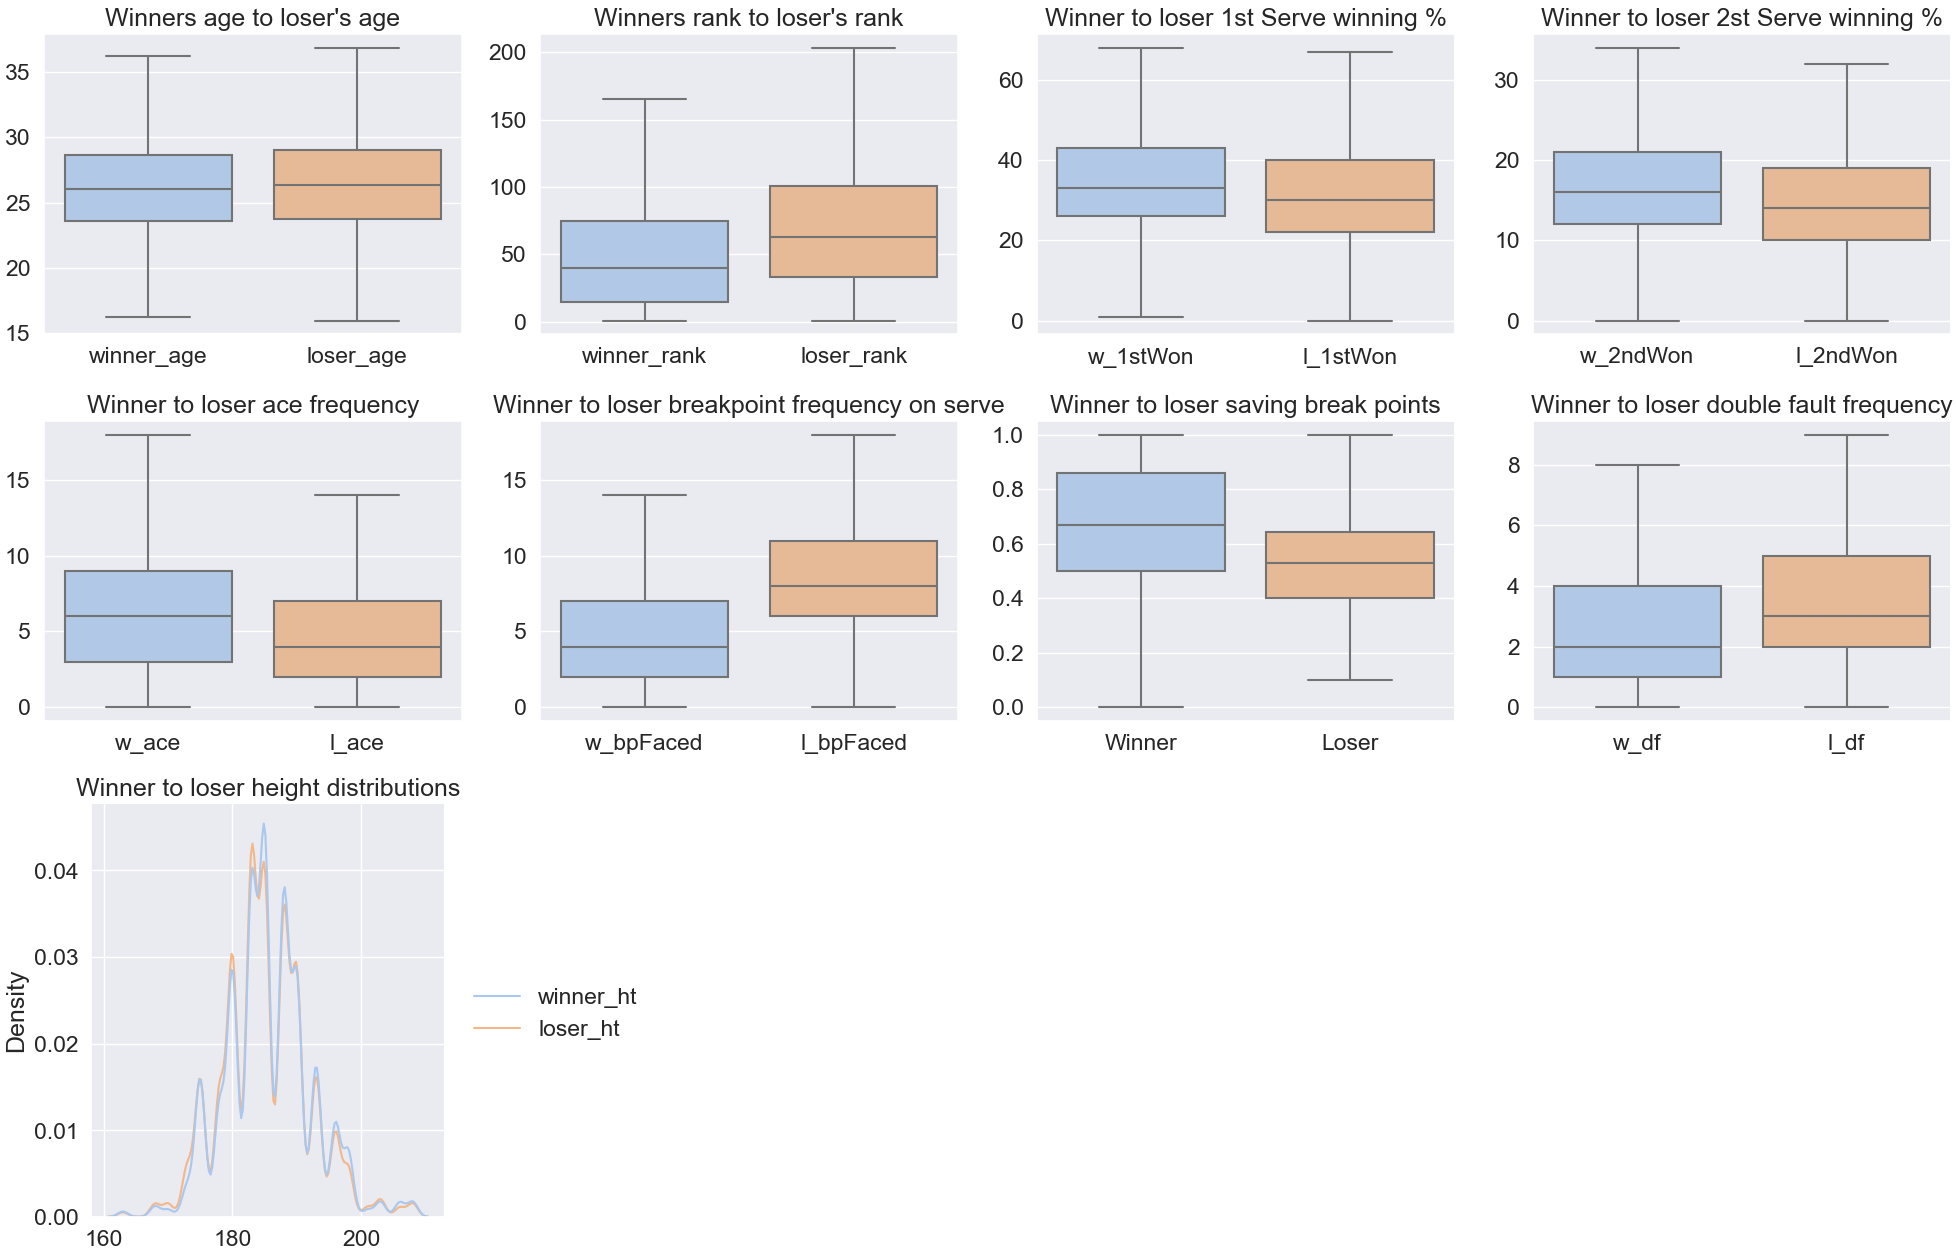 Winners age to loser's age
35
30
25
20
15
winner_age loser_age
Winners rank to loser's rank
200
150
100
50
0
winner_rank loser_rank
Winner to loser 1st Serve winning %
60
40
20
0
w_1stWon l_1stWon
Winner to loser 2st Serve winning %
30
20
10
0
w_2ndWon l_2ndWon
Winner to loser ace frequency
15
10
5
0
w_ace l_ace
Winner to loser breakpoint frequency on serve
15
10
5
0
w_bpFaced l_bpFaced
Winner to loser saving break points
1.0
0.8
0.6
0.4
0.2
0.0
Winner Loser
Winner to loser double fault frequency
8
6
4
2
0
w_df l_df
Winner to loser height distributions
Density
0.04
0.03
0.02
0.01
0.00
160 180 200
winner_ht
loser_ht